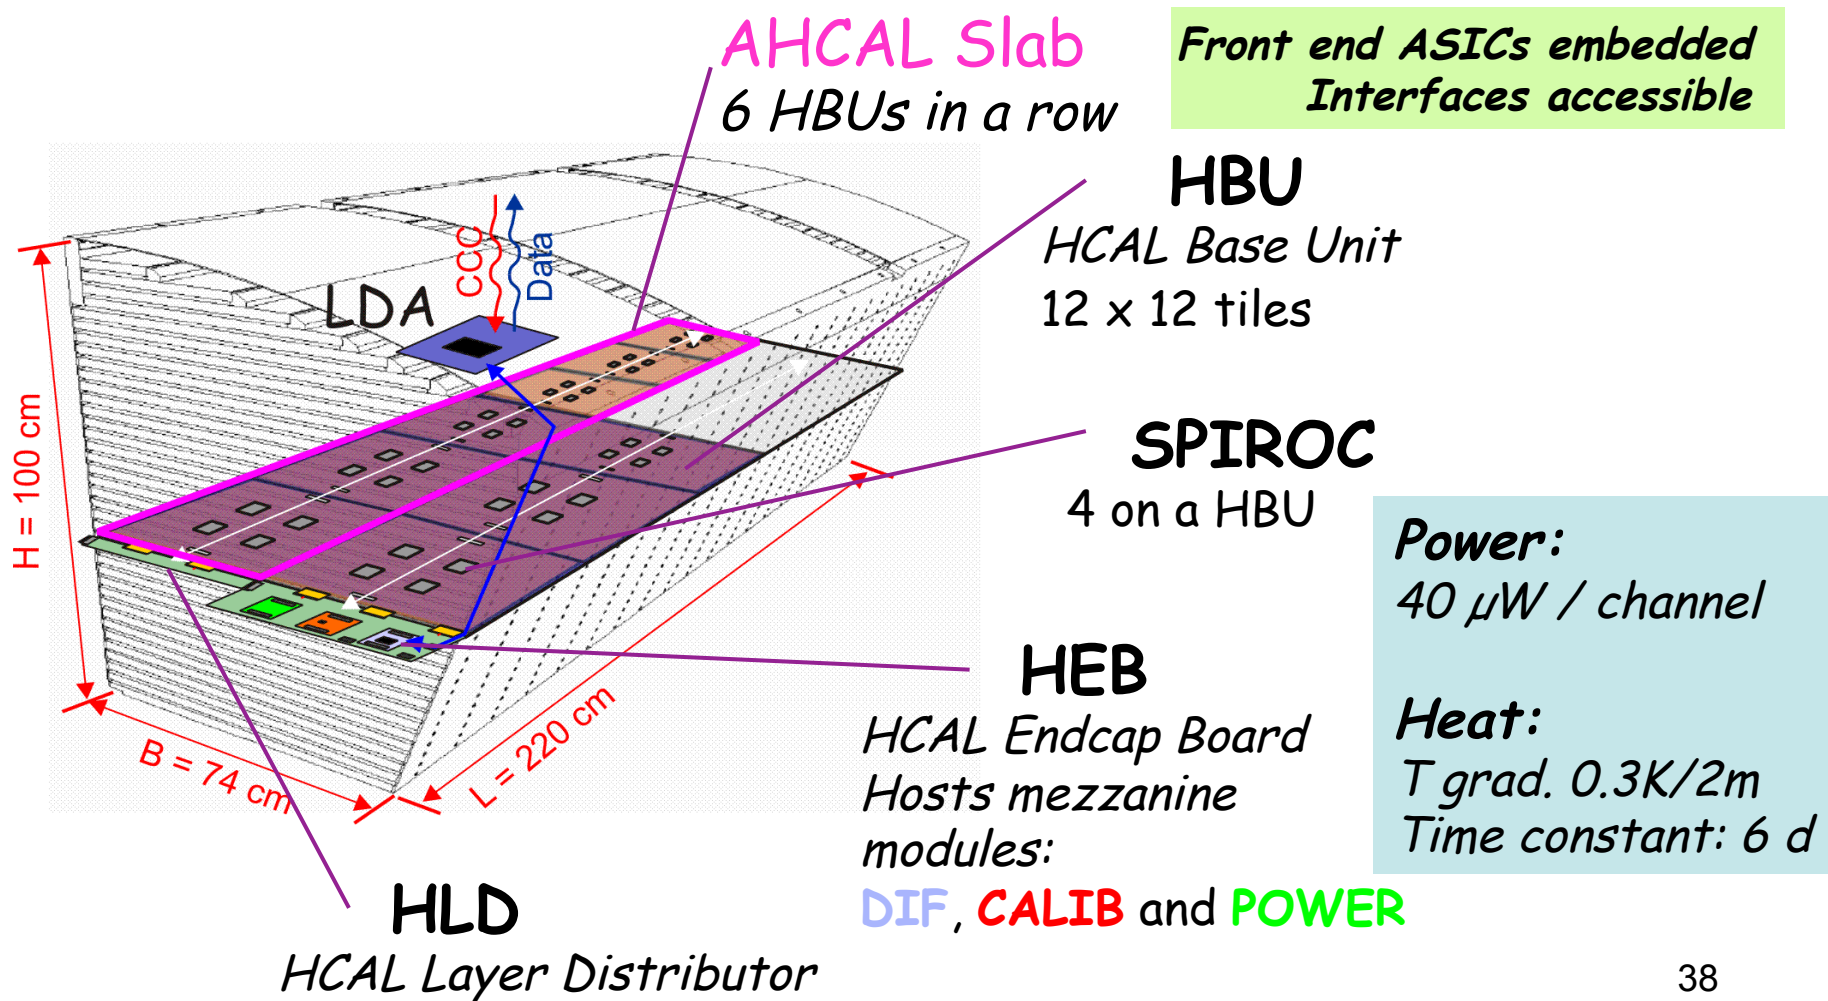 AHCAL Slab
6 HBUs in a row
Front end ASICs embedded
Interfaces accessible
HBU
HCAL Base Unit
12 x 12 tiles
CCC
Data
LDA
H = 100 cm
SPIROC
4 on a HBU
Power:
40 µW / channel
Heat:
T grad. 0.3K/2m
Time constant: 6 d
HEB
HCAL Endcap Board
Hosts mezzanine
modules:
DIF, CALIB and POWER
B = 74 cm
L = 220 cm
HLD
HCAL Layer Distributor
38